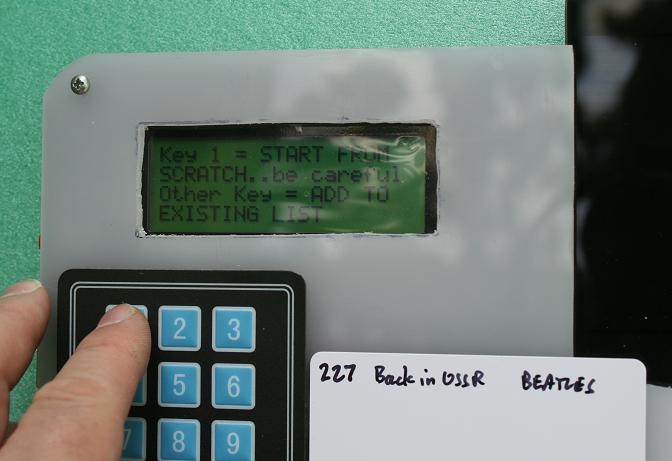 Key 1 = START FROM
SCRATCH..be careful
Other Key = ADD TO
EXISTING LIST
2 3
5 6
7 8 9
227 Back in USSR BEATLES